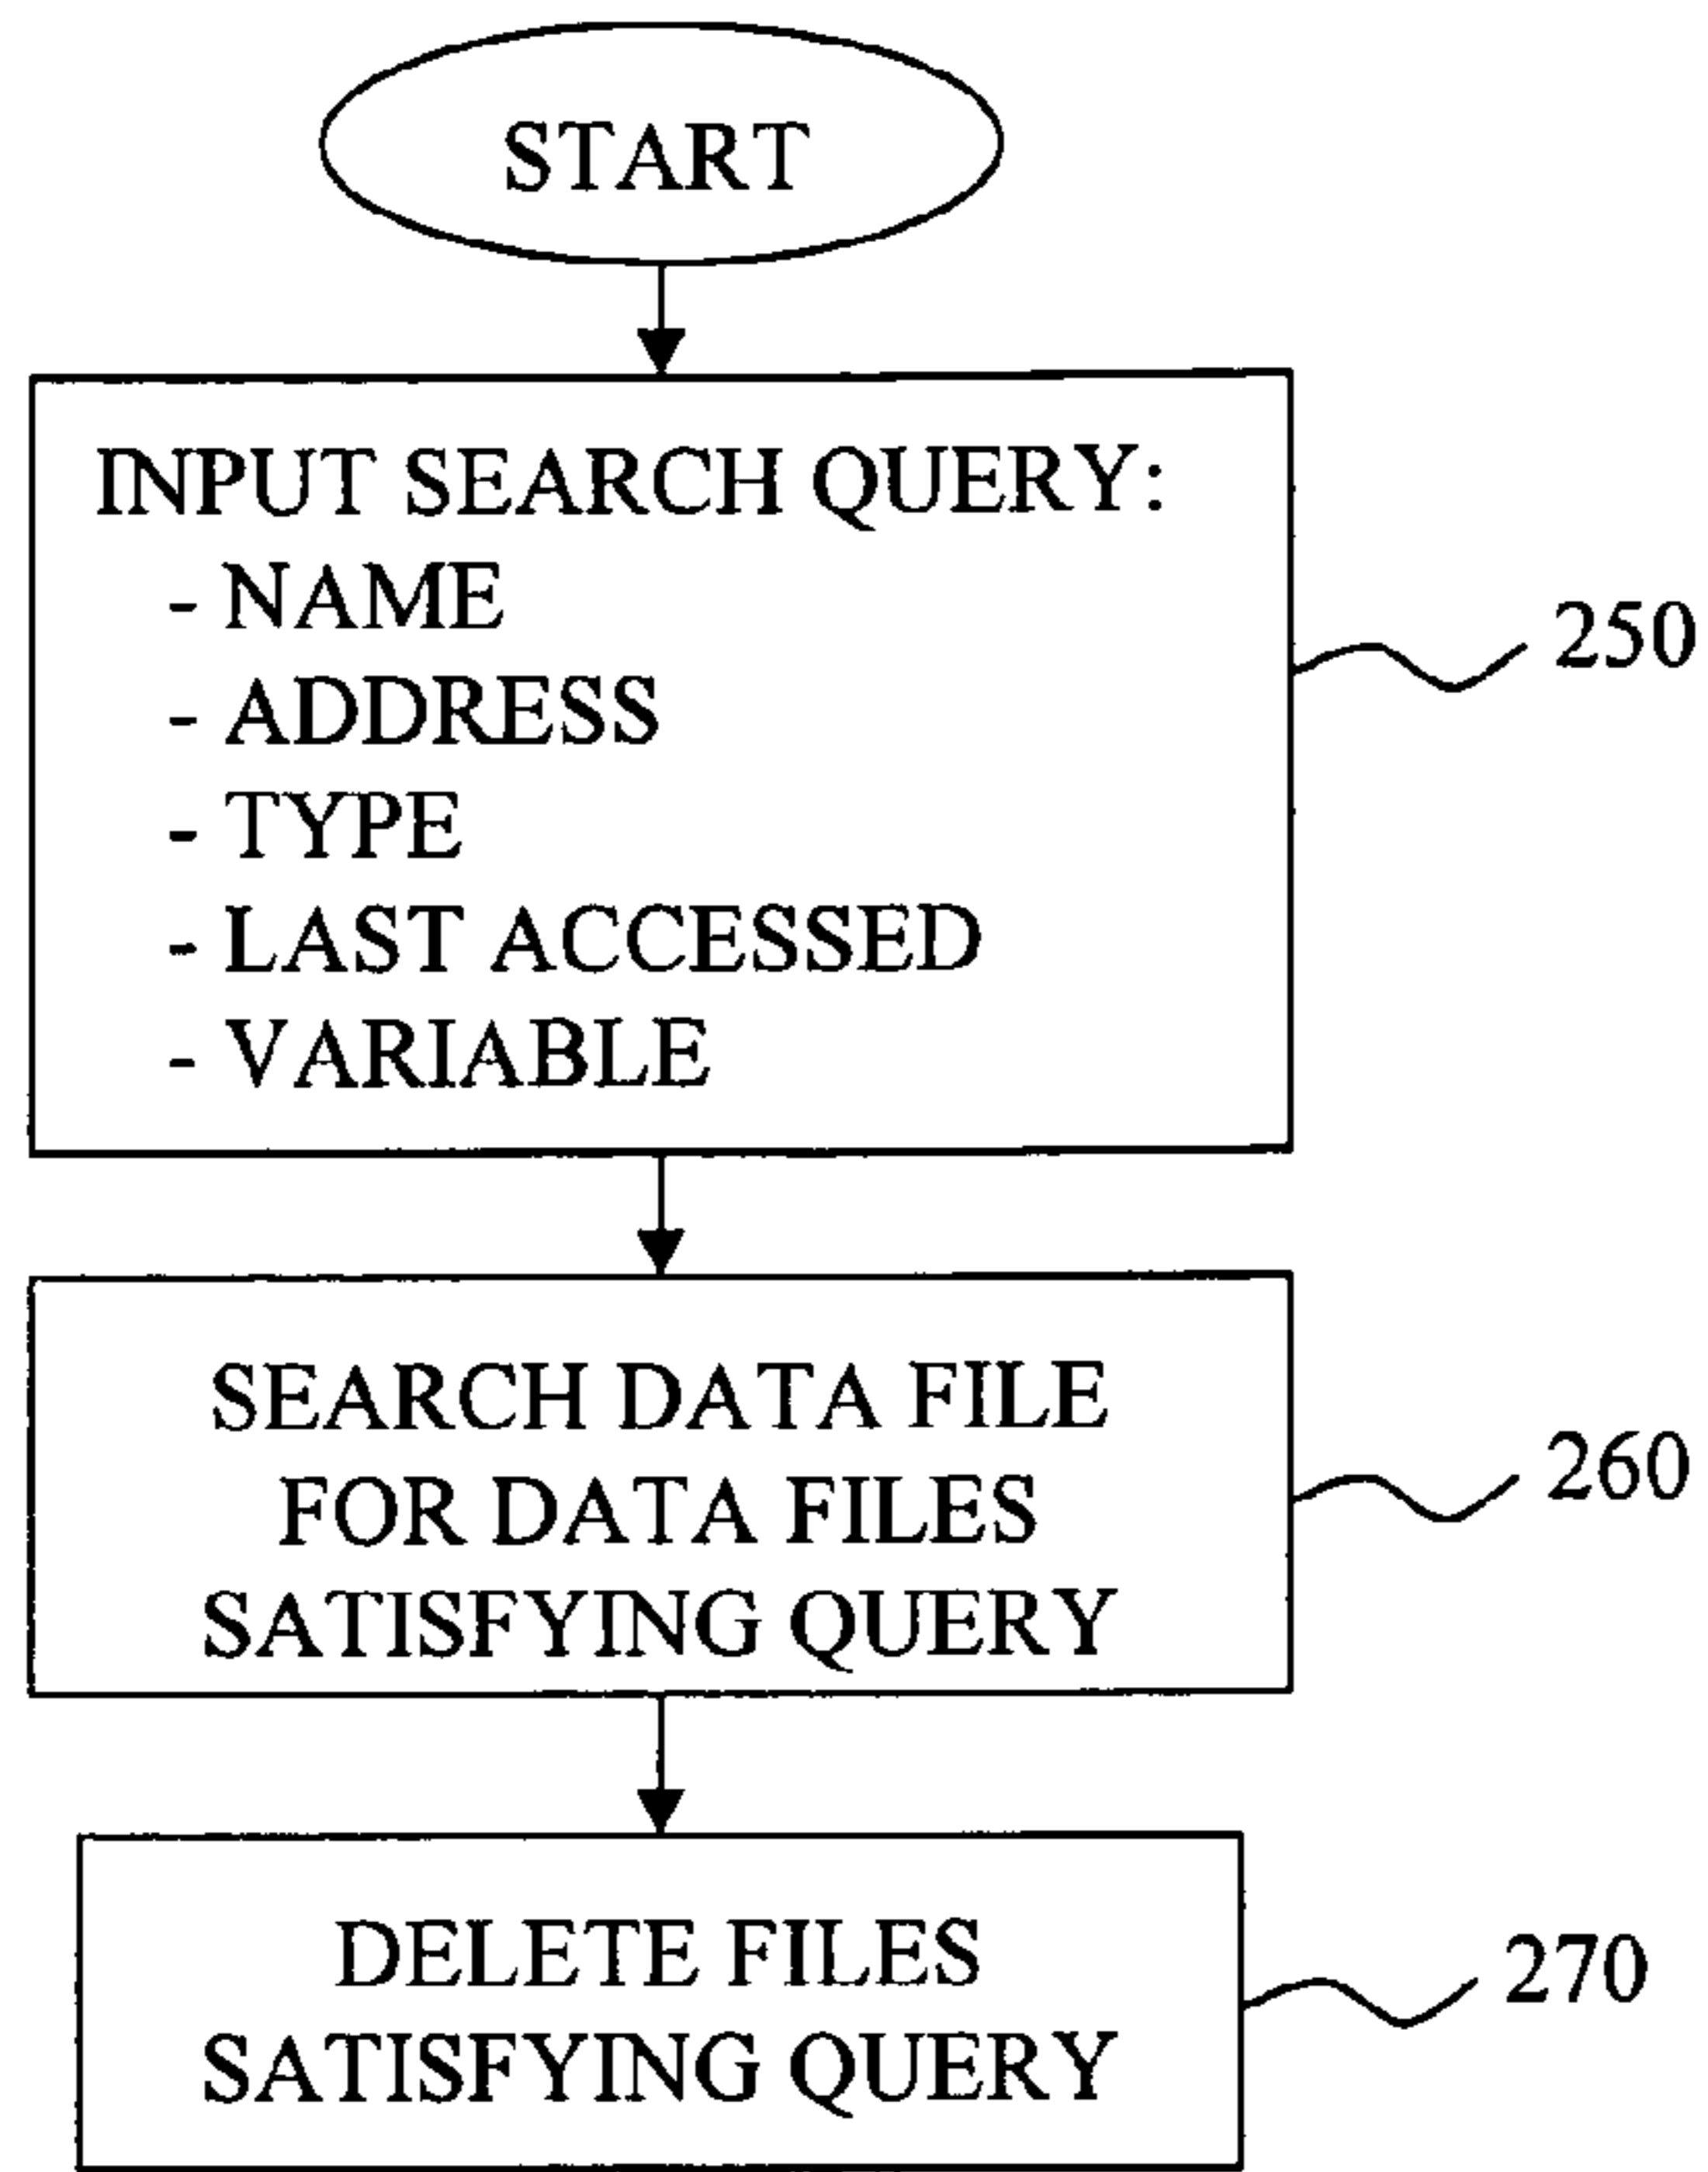 START
INPUT SEARCH QUERY:
- NAME
- ADDRESS
- TYPE
- LAST ACCESSED
- VARIABLE
250
SEARCH DATA FILE
FOR DATA FILES
SATISFYING QUERY
260
DELETE FILES
SATISFYING QUERY
270